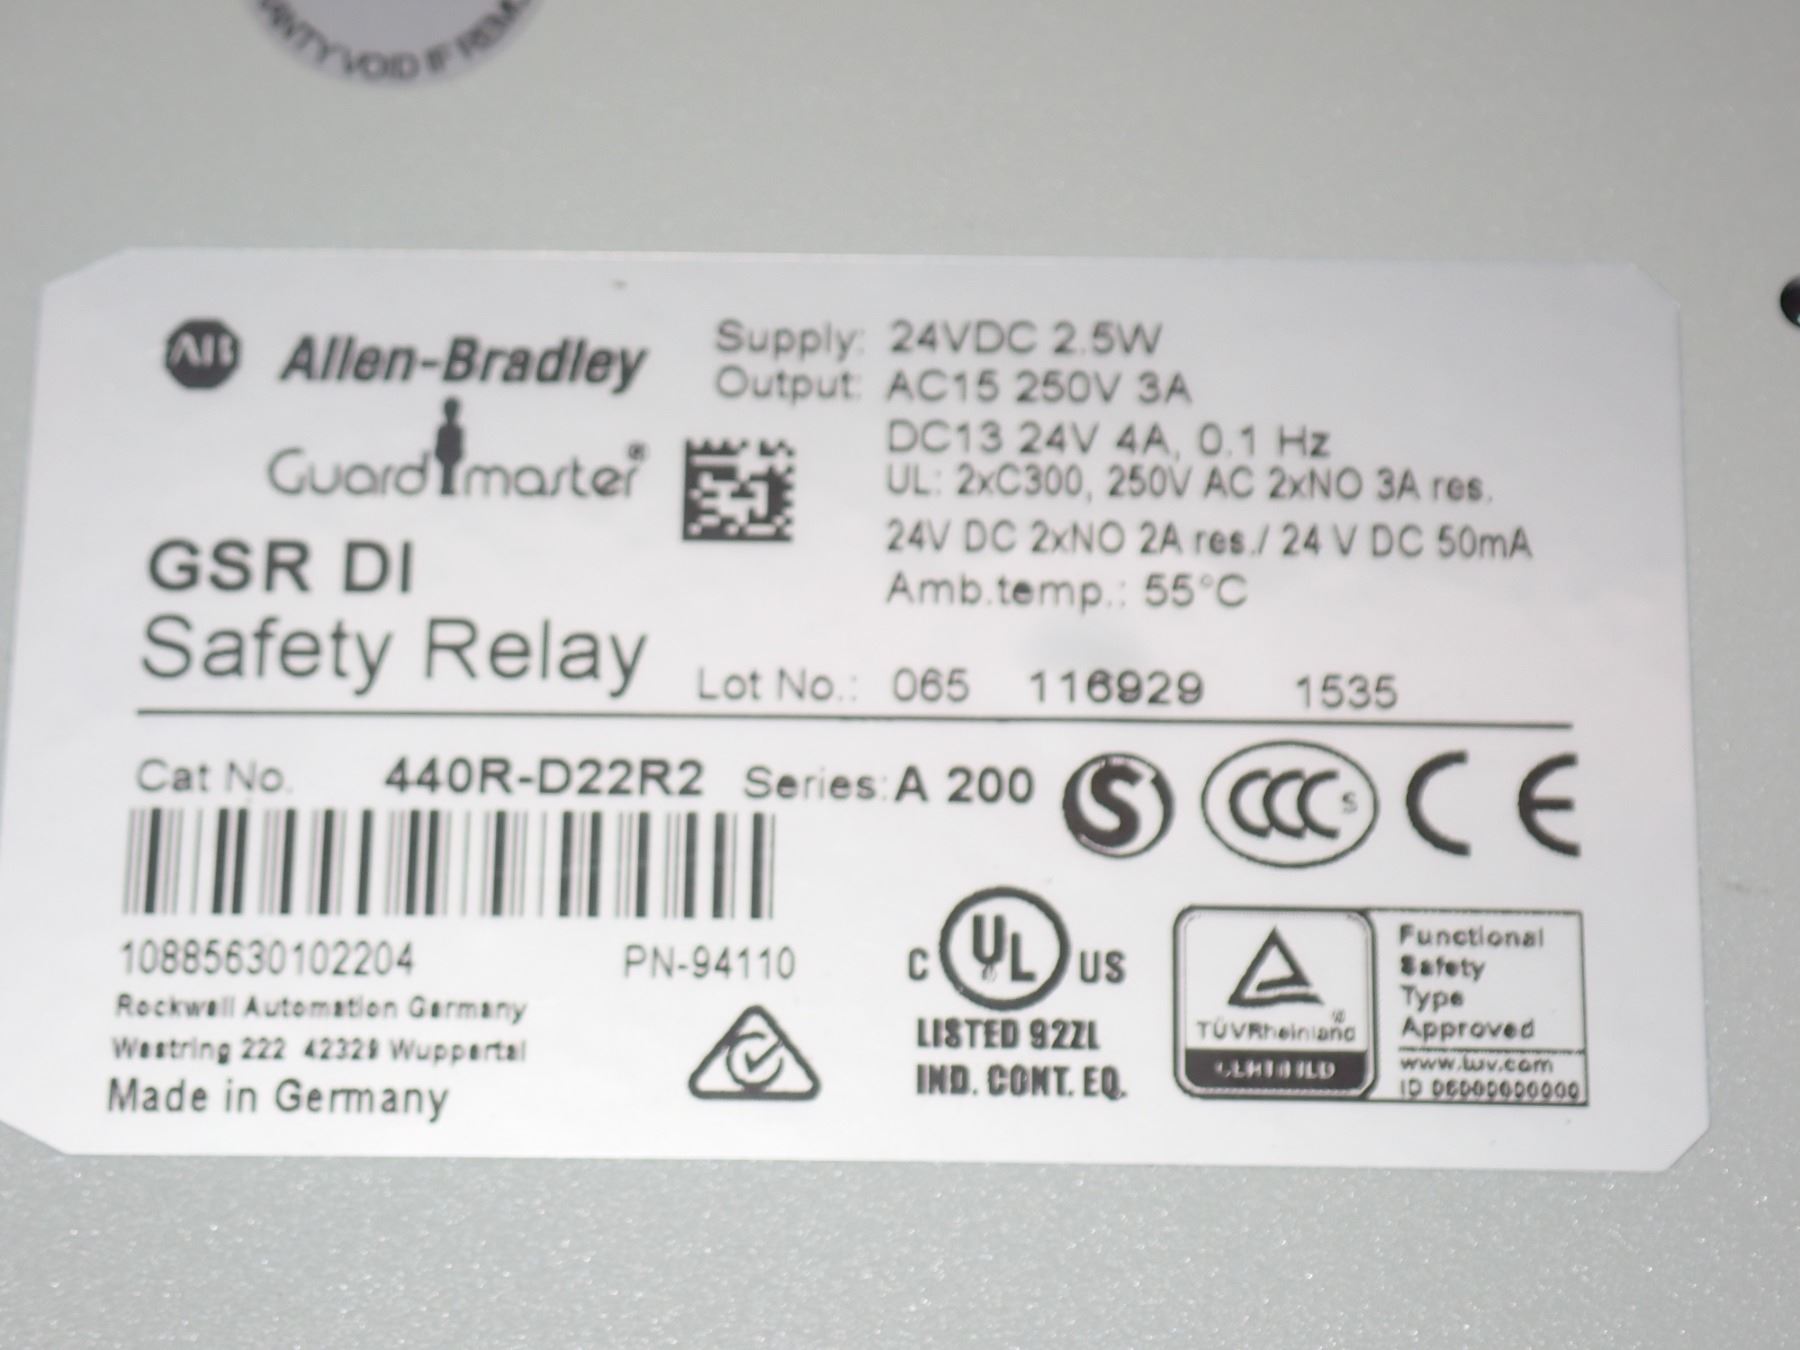 VOID IF
Allen-Bradley
Guardmaster®
GSR DI
Safety Relay
Supply: 24VDC 2.5W
Output: AC15 250V 3A
DC13 24V 4A, 0.1 Hz
UL: 2xC300, 250V AC 2xNO 3A res.
24V DC 2xNO 2A res./ 24 V DC 50mA
Amb.temp.: 55°C
Lot No.: 065 116929 1535
Cat No. 440R-D22R2 Series: A 200
S CCC S CE
10885630102204 PN-94110
Rockwell Automation Germany
Westring 222 42329 Wuppertal
Made in Germany
C UL US
LISTED 92ZL
IND. CONT. EQ.
TÜVRheinland
CERTIFIED
Functional
Safety
Type
Approved
www.tuv.com
ID